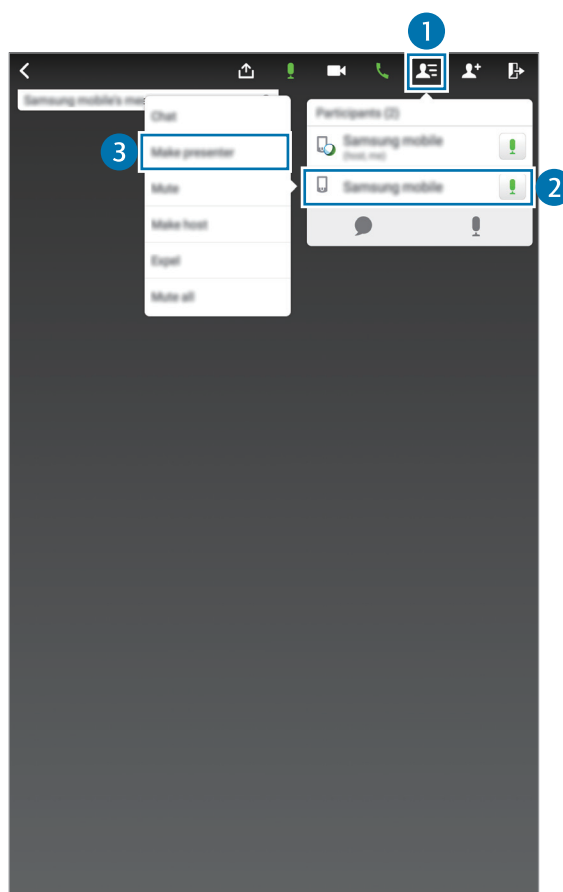 1
Samsung mobile's
Chat
Participants (2)
3
Make presenter
Samsung mobile
(host, me)
Mute
Samsung mobile
2
Make host
Expel
Mute all